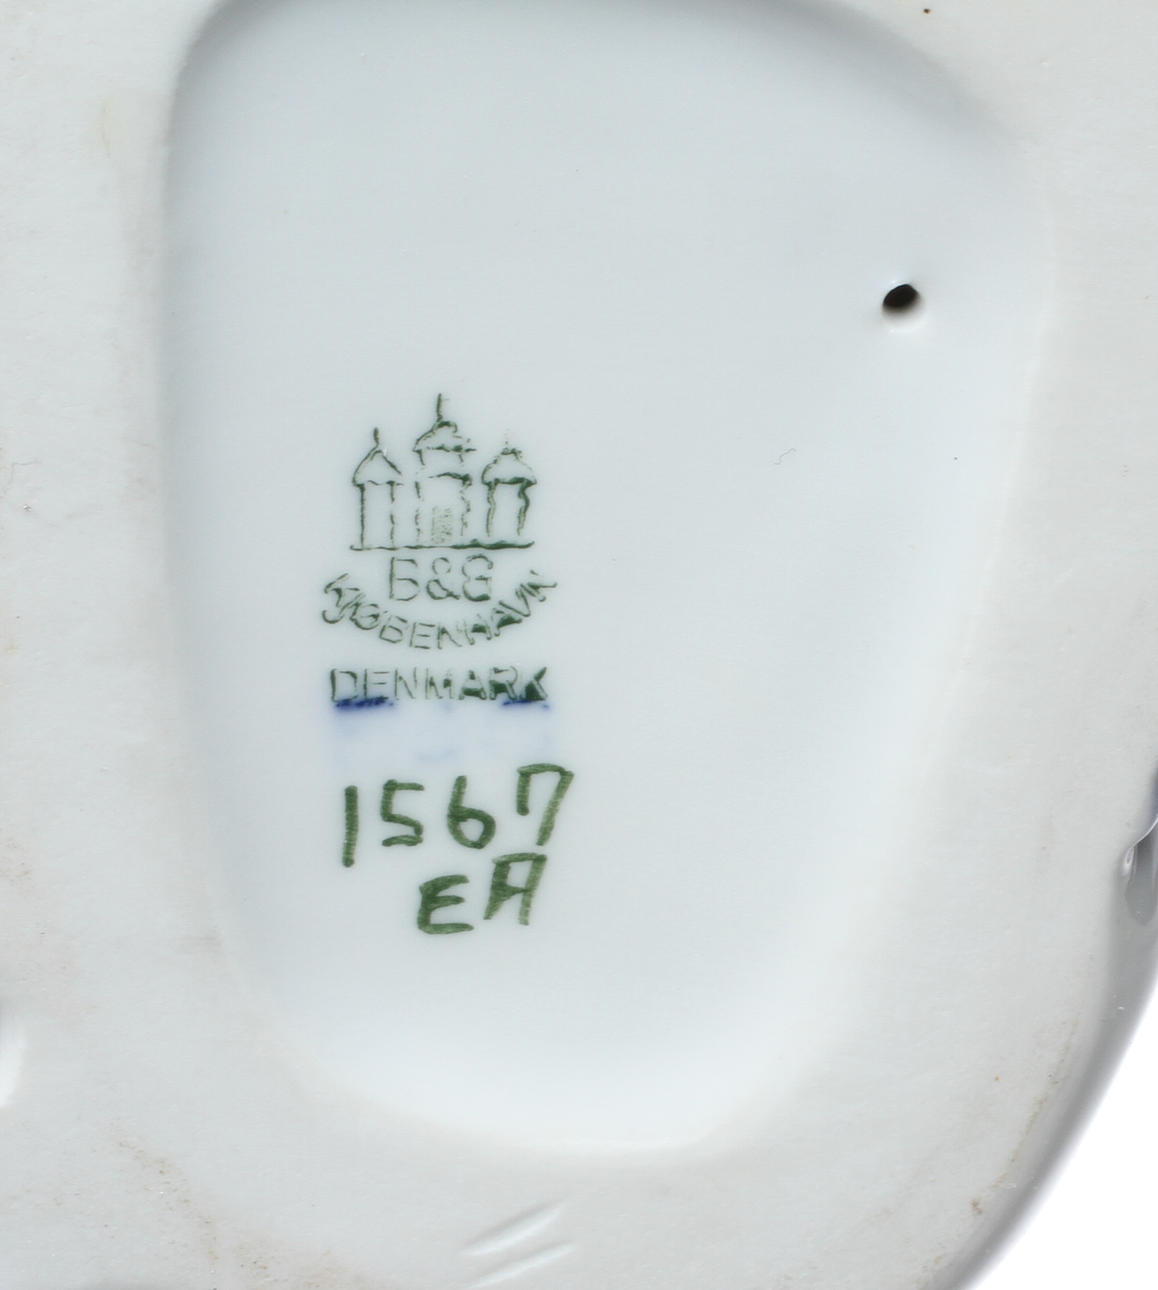 B&G
KJØBENHAVN
DENMARK
1567
EA